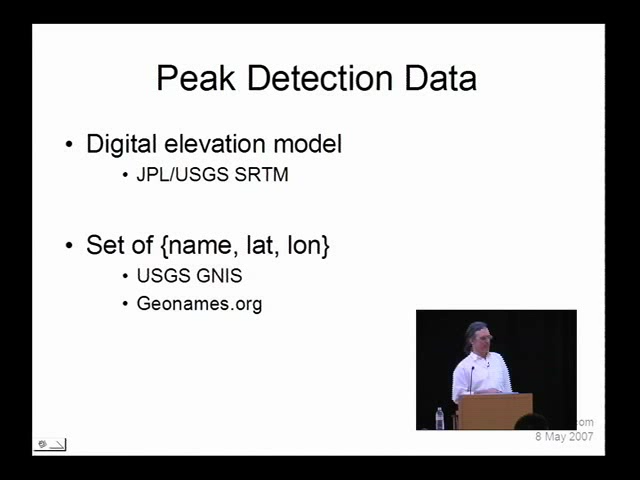 Peak Detection Data
• Digital elevation model
• JPL/USGS SRTM
• Set of {name, lat, lon}
• USGS GNIS
• Geonames.org
om
8 May 2007